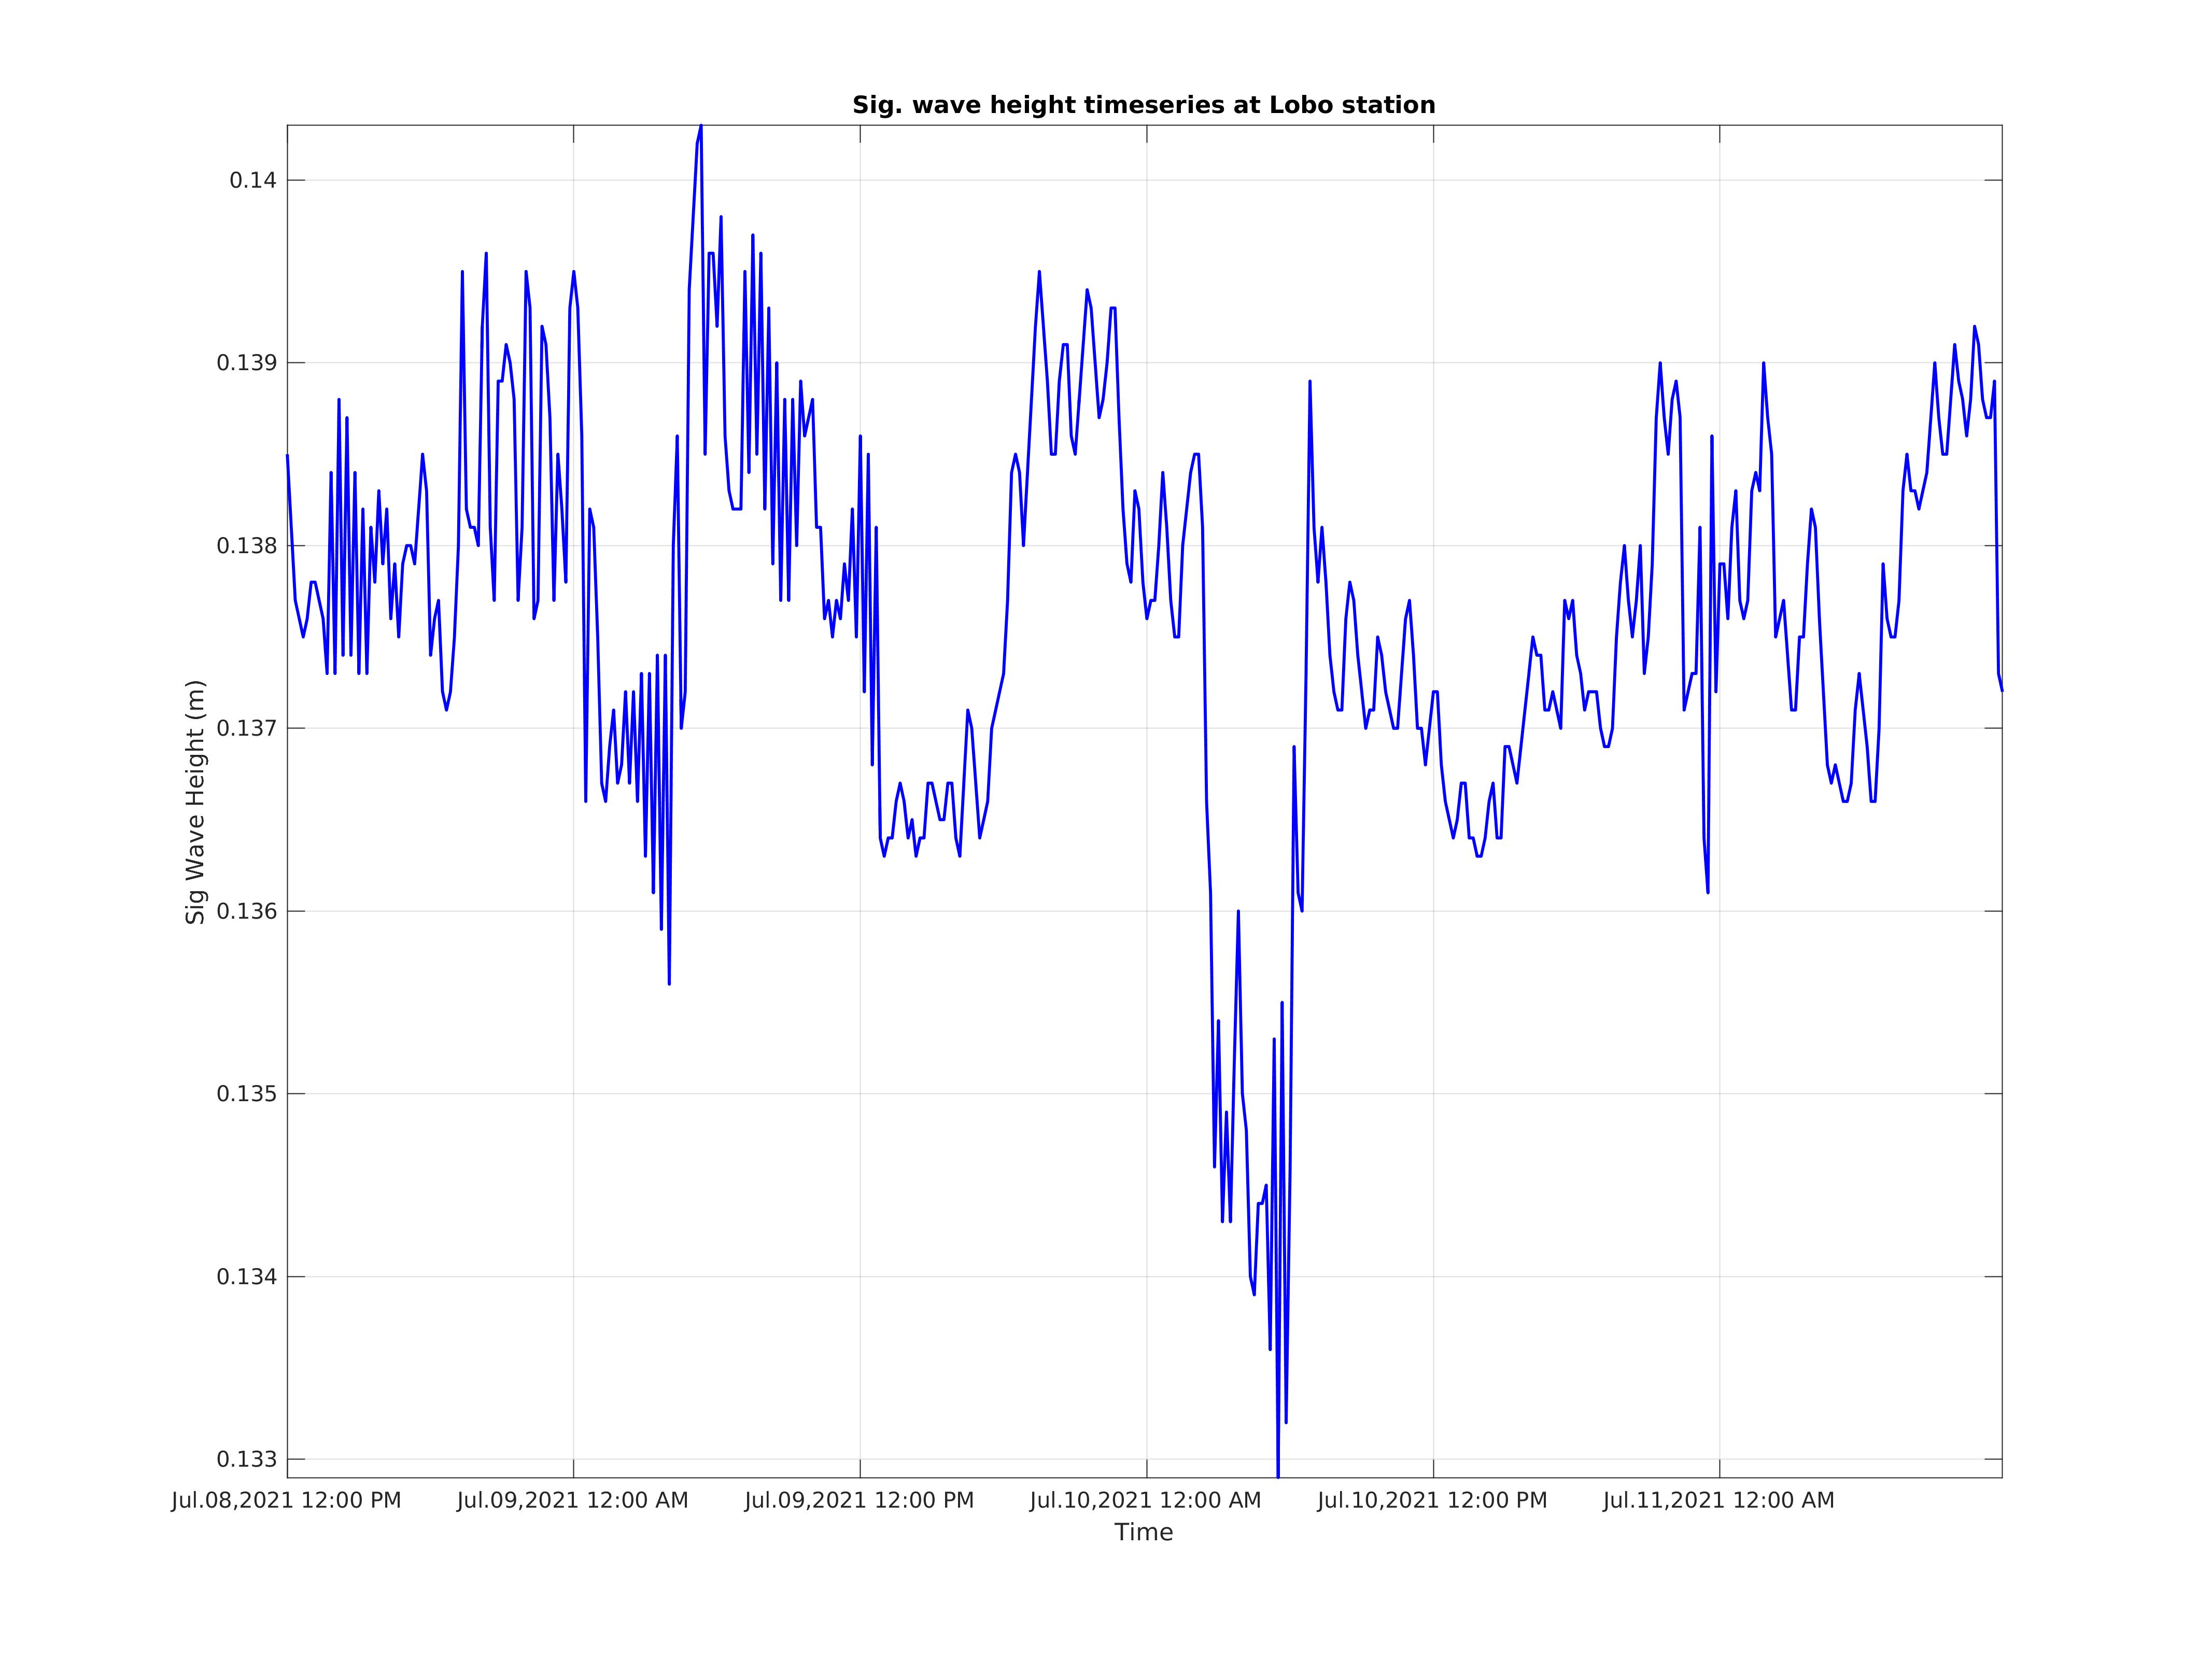 Sig. wave height timeseries at Lobo station
0.14
0.139
0.138
0.137
0.136
0.135
0.134
0.133
Sig Wave Height (m)
Jul.08,2021 12:00 PM Jul.09,2021 12:00 AM Jul.09,2021 12:00 PM Jul.10,2021 12:00 AM Jul.10,2021 12:00 PM Jul.11,2021 12:00 AM
Time